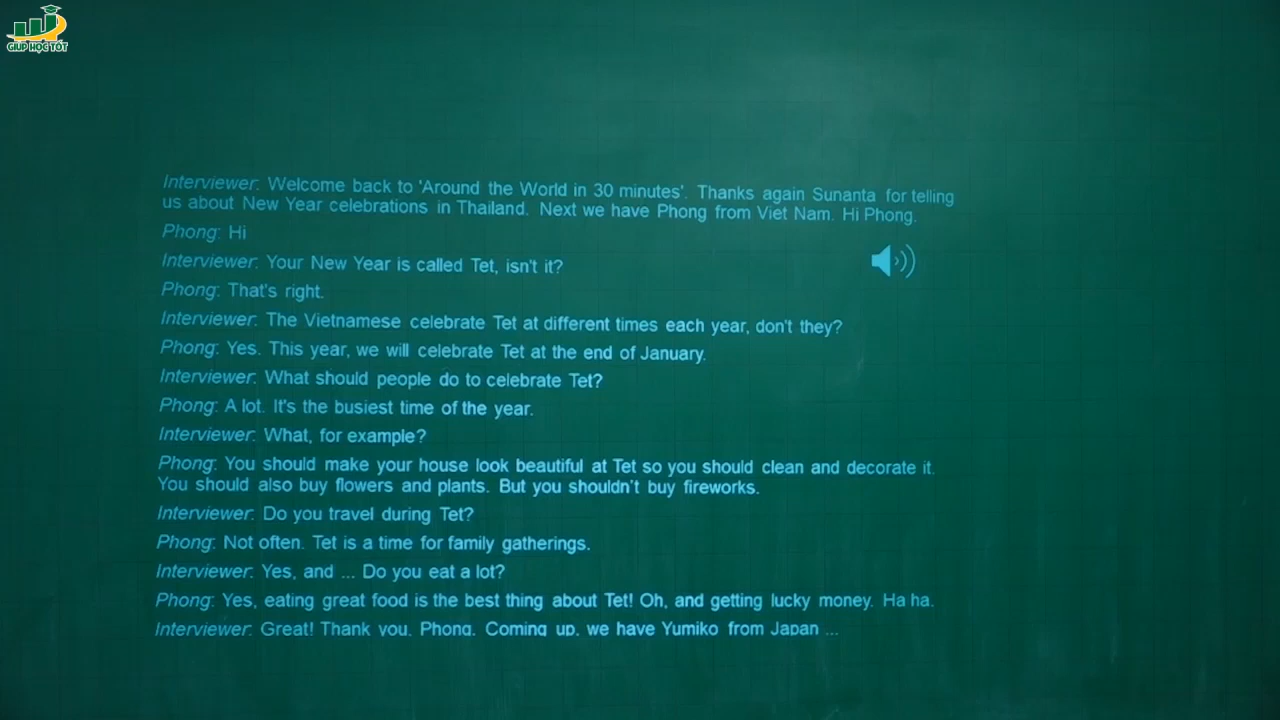 GIÚP HỌC TỐT
Interviewer: Welcome back to 'Around the World in 30 minutes'. Thanks again Sunanta for telling
us about New Year celebrations in Thailand. Next we have Phong from Viet Nam. Hi Phong.
Phong: Hi
Interviewer: Your New Year is called Tet, isn't it?
Phong: That's right.
Interviewer: The Vietnamese celebrate Tet at different times each year, don't they?
Phong: Yes. This year, we will celebrate Tet at the end of January.
Interviewer: What should people do to celebrate Tet?
Phong: A lot. It's the busiest time of the year.
Interviewer: What, for example?
Phong: You should make your house look beautiful at Tet so you should clean and decorate it.
You should also buy flowers and plants. But you shouldn't buy fireworks.
Interviewer: Do you travel during Tet?
Phong: Not often. Tet is a time for family gatherings.
Interviewer: Yes, and ... Do you eat a lot?
Phong: Yes, eating great food is the best thing about Tet! Oh, and getting lucky money. Ha ha.
Interviewer: Great! Thank you, Phong. Coming up, we have Yumiko from Japan ...